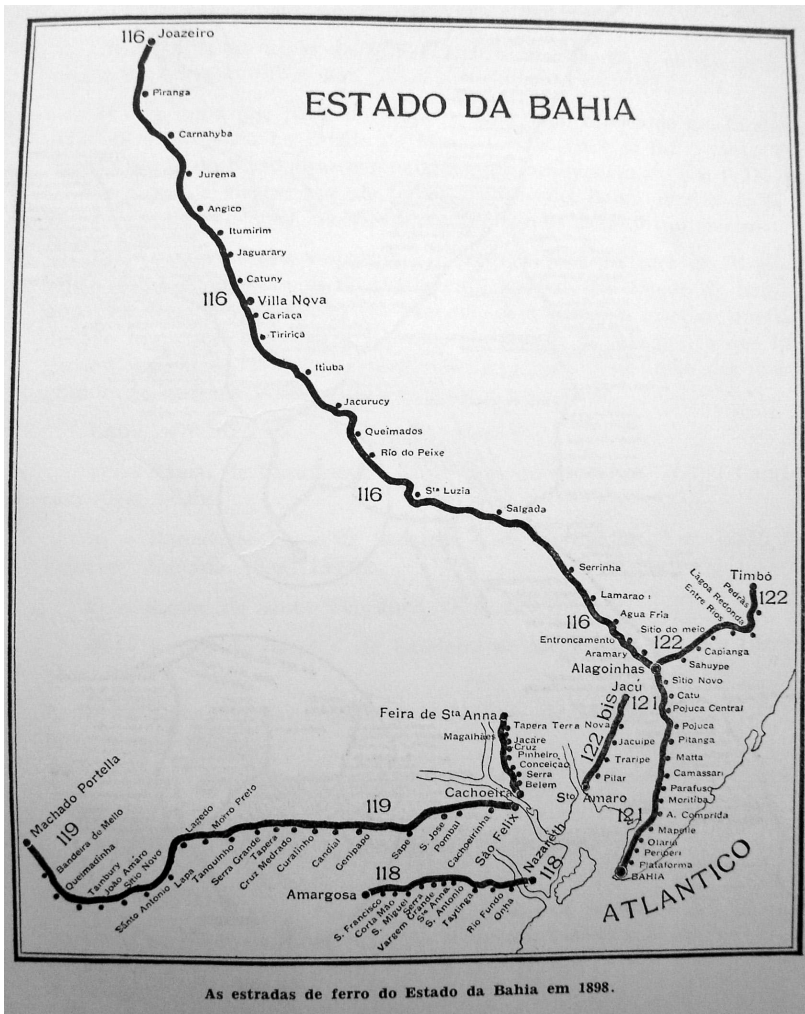 ESTADO DA BAHIA
116 Joazeiro
Piranga
Carnahyba
Jurema
Angico
Itumirim
Jaguarary
Catuny
116 Villa Nova
Cariaça
Tiririça
Itiuba
Jacurucy
Queimados
Rio do Peixe
116
Sta Luzia
Salgada
Serrinha
Lamarao
116
Agua Fria
Entroncamento
Aramary
Alagoinhas
Timbó
122
Pedras
Lagoa Redonda
Entre Rios
Sitio do meio
122
Capianga
Sahuype
Sitio Novo
Catu
Pojuca Central
Pojuca
Pitanga
Matta
Camassari
Parafuso
Moritiba
A. Comprida
Mapelle
Olaria
Periperi
Plataforma
BAHIA
121
121
Jacú
122 bis
Jacuipe
Traripe
Pilar
Sto Amaro
Feira de Sta Anna
Tapera Terra Nova
Magalhães
Jacare
Cruz
Pinheiro
Conceição
Serra
Belem
Cachoeira
São Felix
119
Cachoeirinha
Pombal
S. Jose
Sape
Genipapo
Candial
Curalinho
Cruz Medrado
Tapera
Serra Grande
Tanquinho
Morro Preto
Lagedo
Lapa
Santo Antonio
Sitio Novo
João Amaro
Tambury
Queimadinha
Bandeira de Mello
119
Machado Portella
Amargosa
118
S. Francisco
Corta Mão
S. Miguel
Serra
Vargem Grande
Sta Anna
S. Antonio
Taytinga
Rio Fundo
Onha
Nazareth
118
ATLANTICO
As estradas de ferro do Estado da Bahia em 1898.